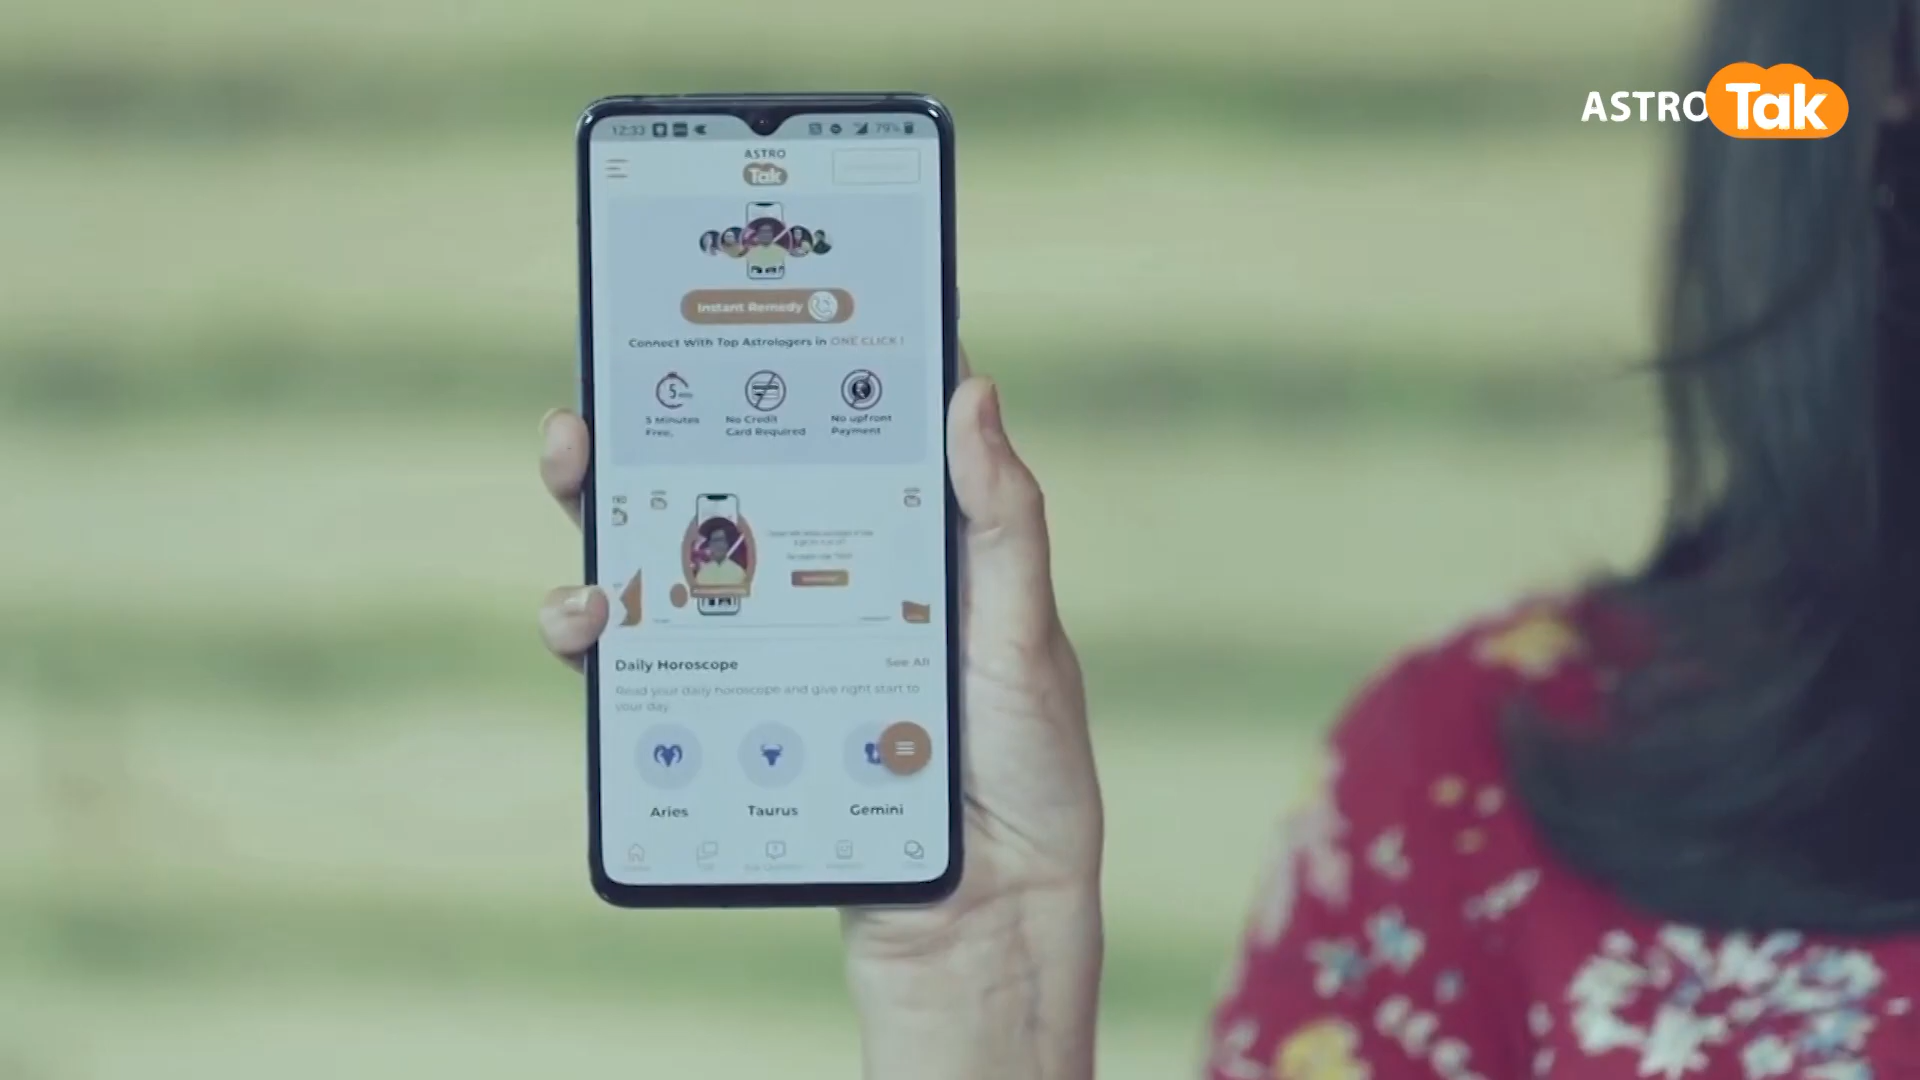 ASTRO Tak
12:33
79%
ASTRO
Tak
Instant Remedy
Connect With Top Astrologers in ONE CLICK !
5 Minutes
Free,
No Credit
Card Required
No upfront
Payment
Daily Horoscope
See All
Read your daily horoscope and give right start to
your day
Aries
Taurus
Gemini